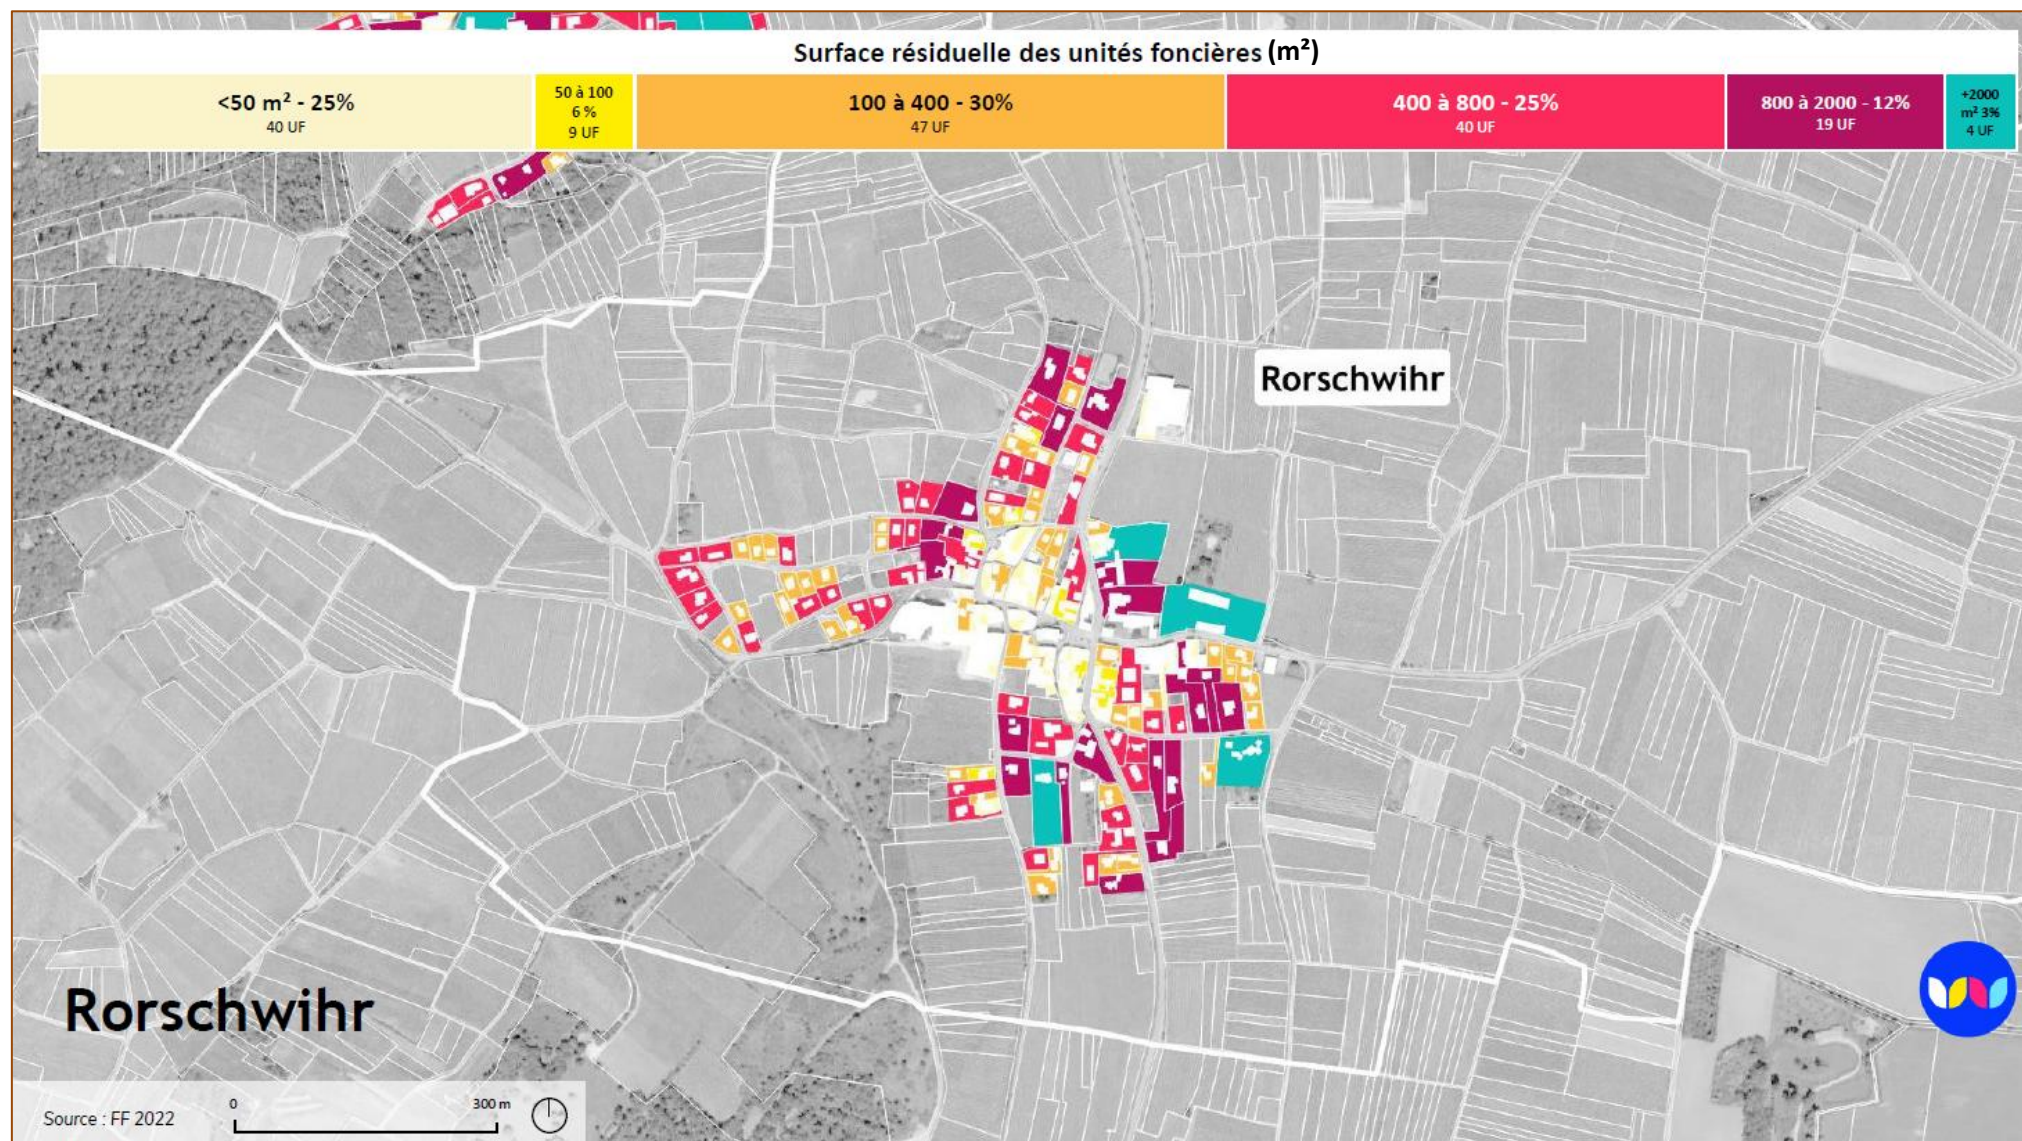 Surface résiduelle des unités foncières (m²)
<50 m² - 25%
40 UF
50 à 100
6 %
9 UF
100 à 400 - 30%
47 UF
400 à 800 - 25%
40 UF
800 à 2000 - 12%
19 UF
+2000
m² 3%
4 UF
Rorschwihr
Rorschwihr
Source : FF 2022
0
300 m